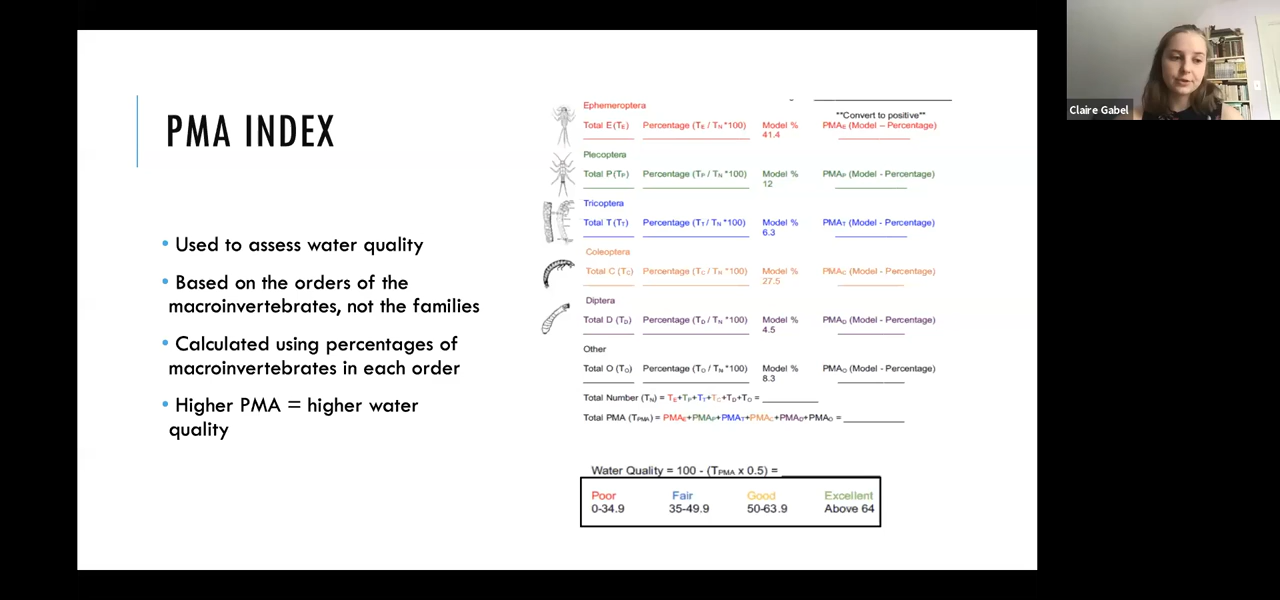 PMA INDEX
• Used to assess water quality
• Based on the orders of the
macroinvertebrates, not the families
• Calculated using percentages of
macroinvertebrates in each order
• Higher PMA = higher water
quality
Ephemeroptera
**Convert to positive**
Total E(TE) Percentage (TE / TN *100) Model % PMAE (Model – Percentage)
41.4
Plecoptera
Total P(TP) Percentage (TP / TN *100) Model % PMAP (Model - Percentage)
12
Tricoptera
Total T(TT) Percentage (TT / TN *100) Model % PMAT (Model - Percentage)
6.3
Coleoptera
Total C (TC) Percentage (TC / TN *100) Model % PMAC (Model - Percentage)
27.5
Diptera
Total D (TD) Percentage (TD / TN *100) Model % PMAD (Model - Percentage)
4.5
Other
Total O (TO) Percentage (TO / TN *100) Model % PMAO (Model - Percentage)
8.3
Total Number (TN) = TE+TP+TT+TC+TD+TO = __________
Total PMA (TPMA) = PMAE+PMAP+PMAT+PMAC+PMAD+PMAO = __________
Water Quality = 100 - (TPMA x 0.5) = __________
Poor Fair Good Excellent
0-34.9 35-49.9 50-63.9 Above 64
Claire Gabel